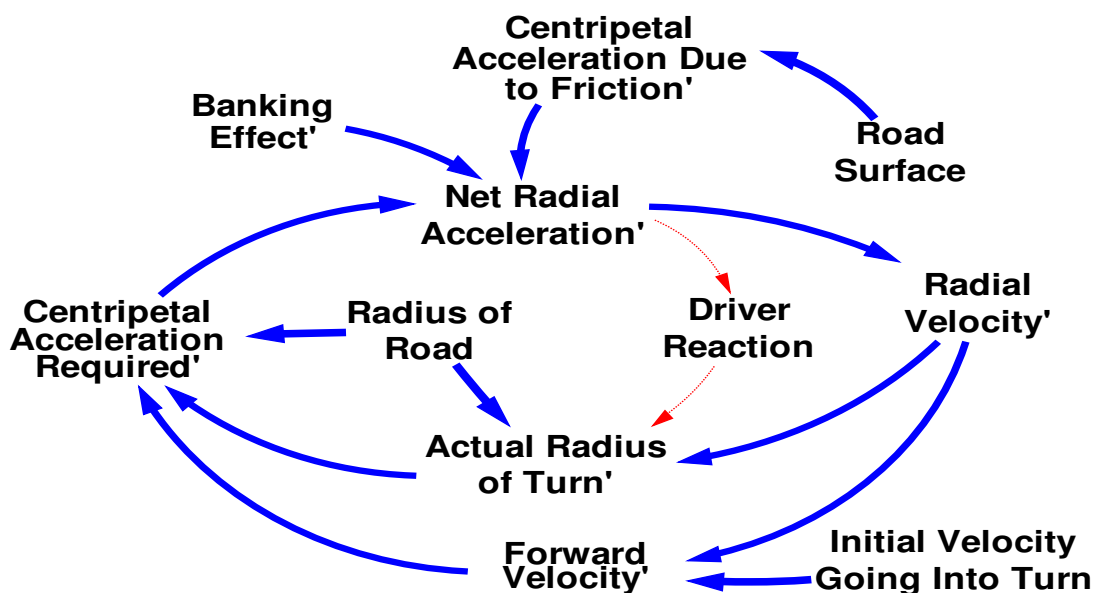 Centripetal
Acceleration Due
to Friction'
Banking
Effect'
Road
Surface
Net Radial
Acceleration'
Centripetal
Acceleration
Required'
Radius of
Road
Driver
Reaction
Radial
Velocity'
Actual Radius
of Turn'
Forward
Velocity'
Initial Velocity
Going Into Turn